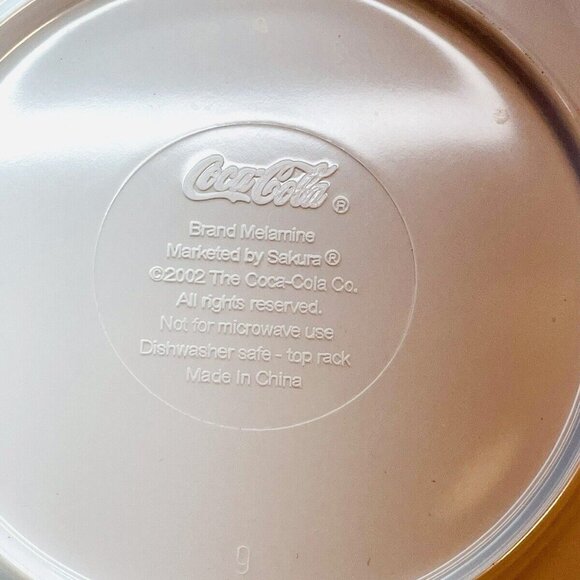 Coca-Cola ®
Brand Melamine
Marketed by Sakura ®
©2002 The Coca-Cola Co.
All rights reserved.
Not for microwave use
Dishwasher safe - top rack
Made In China
9